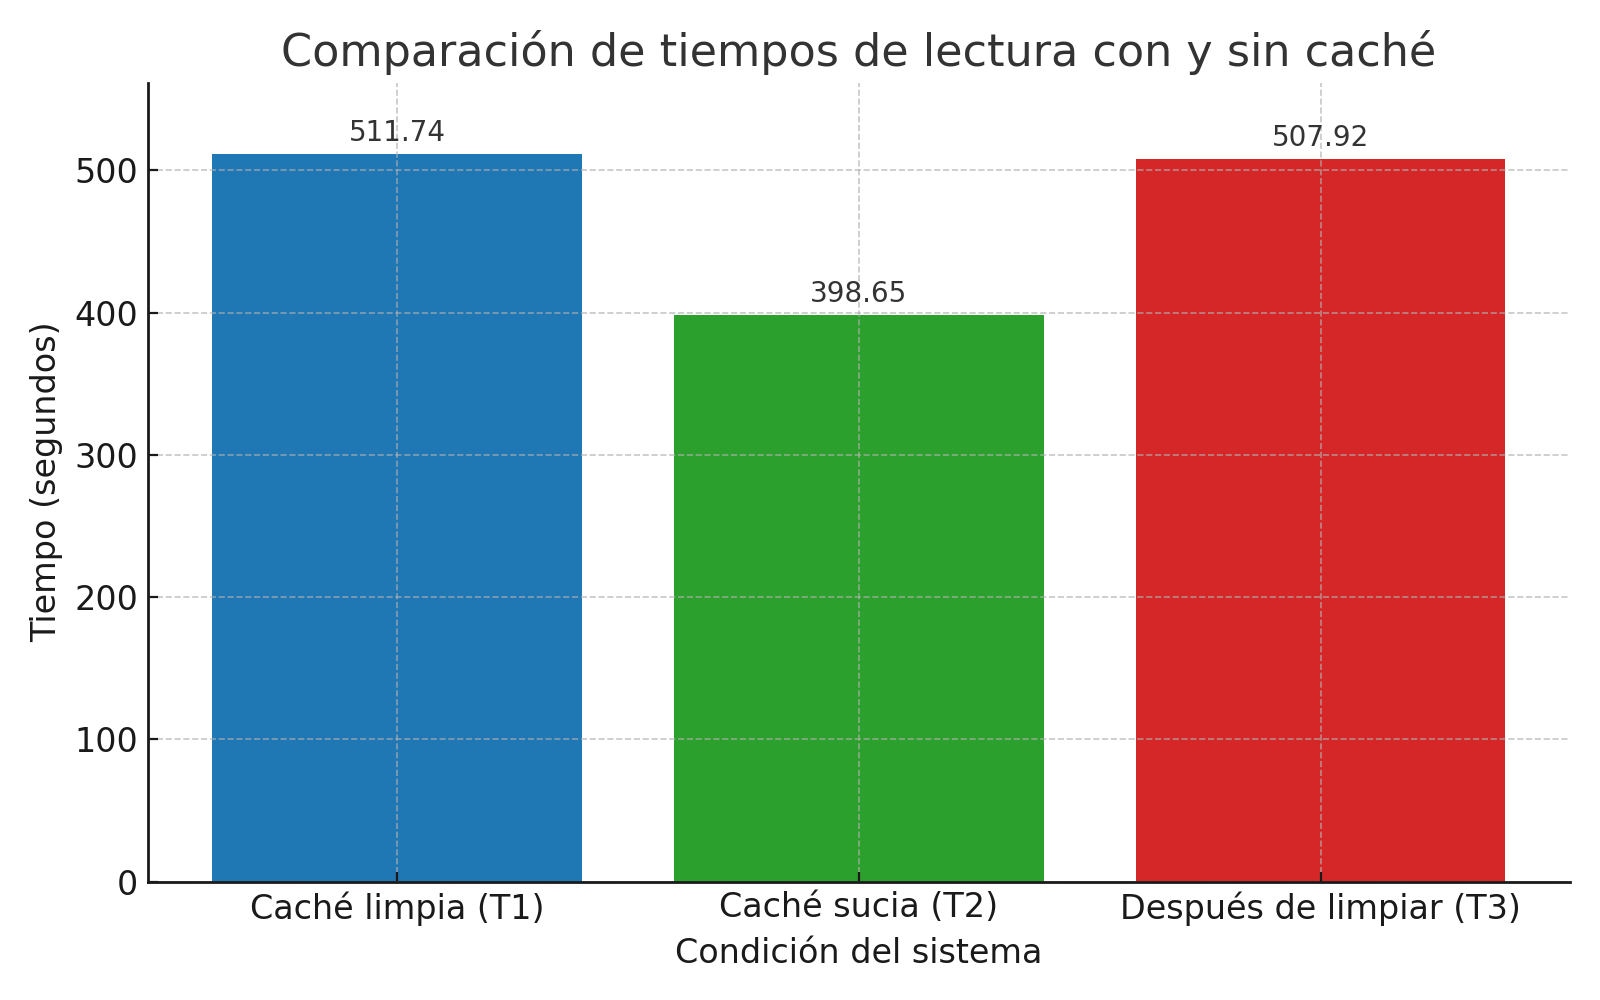 Comparación de tiempos de lectura con y sin caché
511.74
398.65
507.92
500
400
300
200
100
0
Tiempo (segundos)
Caché limpia (T1)
Caché sucia (T2)
Después de limpiar (T3)
Condición del sistema